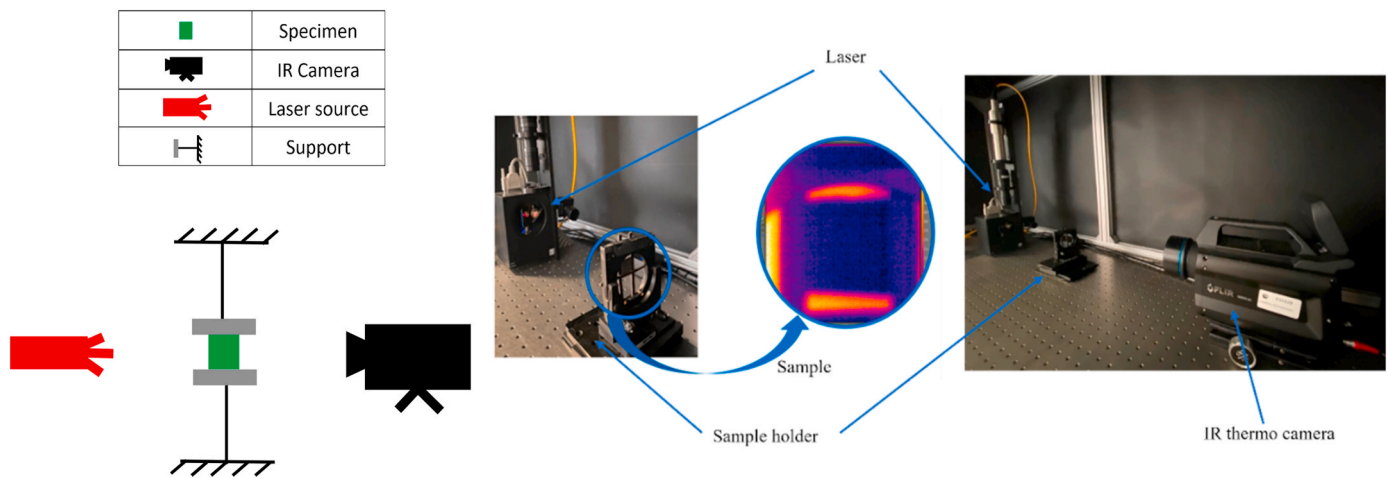 Specimen
IR Camera
Laser source
Support
Laser
Sample
Sample holder
IR thermo camera
FLIR